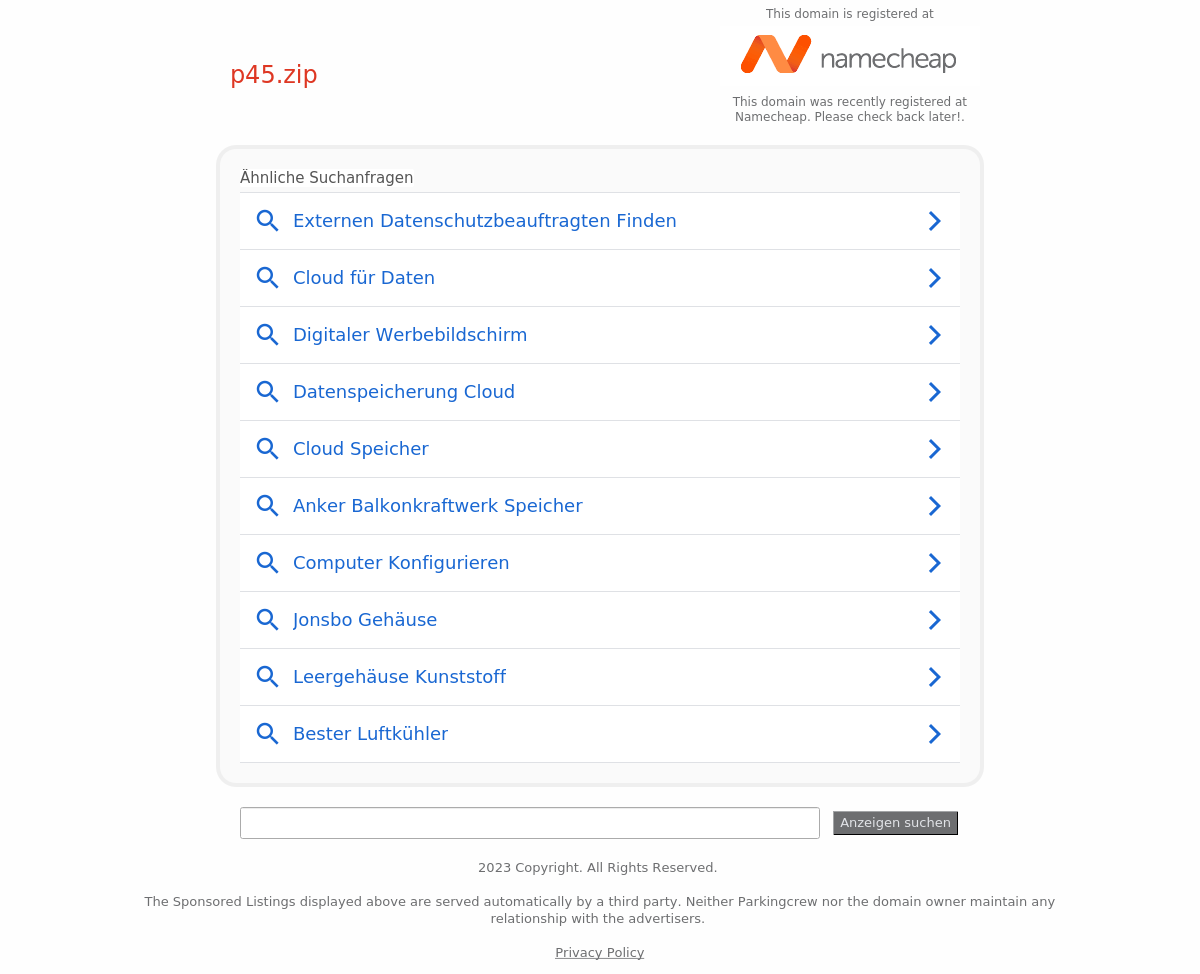 This domain is registered at
namecheap
p45.zip
This domain was recently registered at
Namecheap. Please check back later!.
Ähnliche Suchanfragen
Externen Datenschutzbeauftragten Finden
Cloud für Daten
Digitaler Werbebildschirm
Datenspeicherung Cloud
Cloud Speicher
Anker Balkonkraftwerk Speicher
Computer Konfigurieren
Jonsbo Gehäuse
Leergehäuse Kunststoff
Bester Luftkühler
Anzeigen suchen
2023 Copyright. All Rights Reserved.
The Sponsored Listings displayed above are served automatically by a third party. Neither Parkingcrew nor the domain owner maintain any
relationship with the advertisers.
Privacy Policy